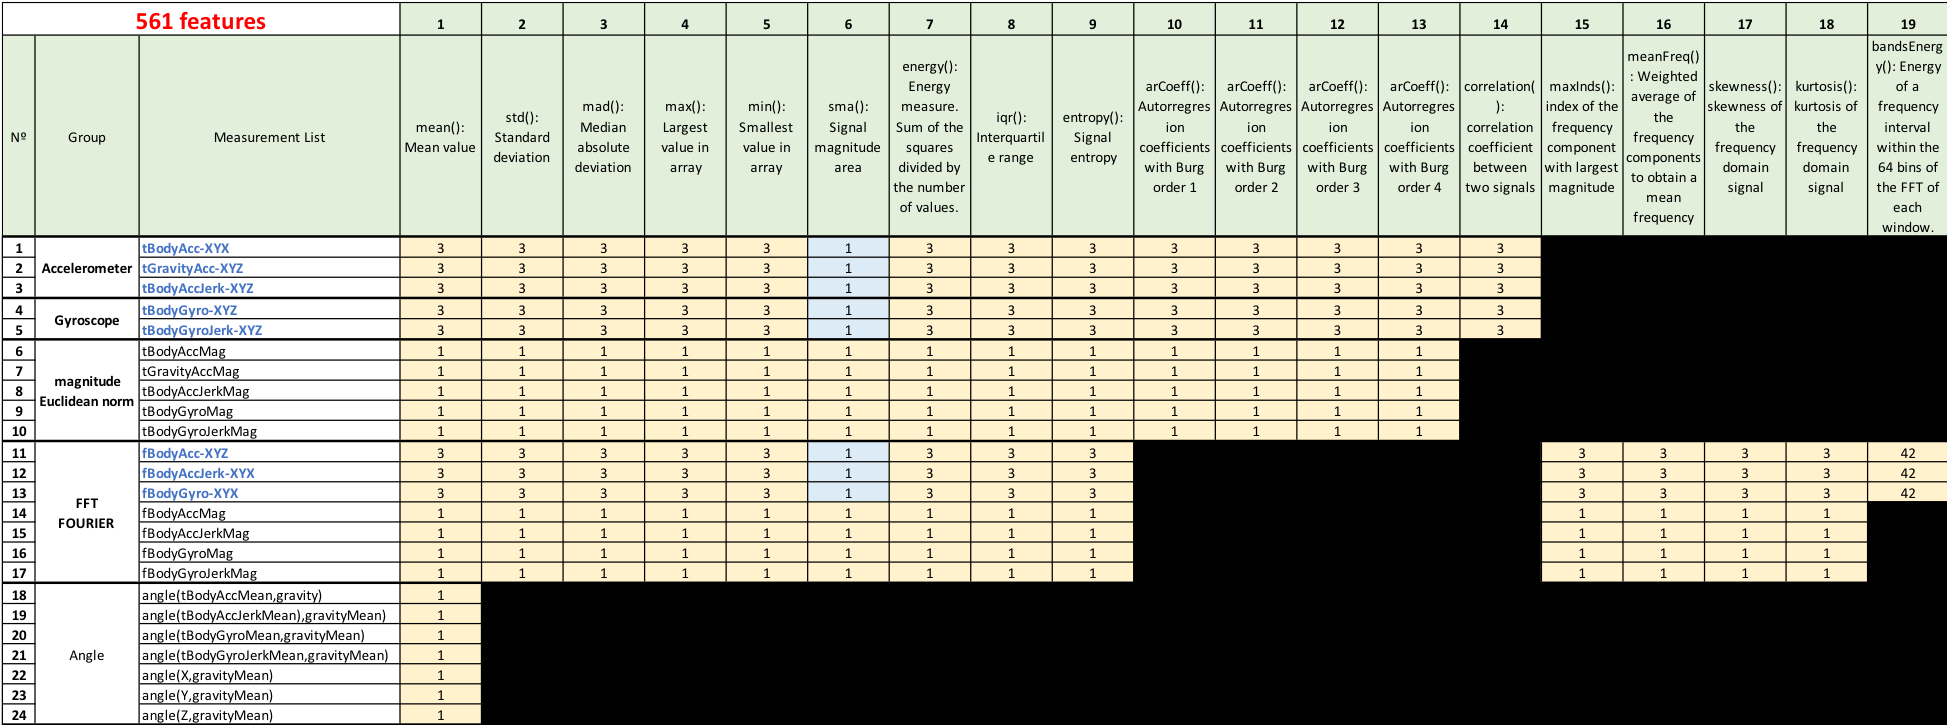 561 features 1 2 3 4 5 6 7 8 9 10 11 12 13 14 15 16 17 18 19
Nº Group Measurement List
mean():
Mean value
std():
Standard
deviation
mad():
Median
absolute
deviation
max():
Largest
value in
array
min():
Smallest
value in
array
sma():
Signal
magnitude
area
energy():
Energy
measure.
Sum of the
squares
divided by
the number
of values.
iqr():
Interquartil
e range
entropy():
Signal
entropy
arCoeff():
Autorregres
ion
coefficients
with Burg
order 1
arCoeff():
Autorregres
ion
coefficients
with Burg
order 2
arCoeff():
Autorregres
ion
coefficients
with Burg
order 3
arCoeff():
Autorregres
ion
coefficients
with Burg
order 4
correlation(
):
correlation
coefficient
between
two signals
maxInds():
index of the
frequency
component
with largest
magnitude
meanFreq()
: Weighted
average of
the
frequency
components
to obtain a
mean
frequency
skewness():
skewness of
the
frequency
domain
signal
kurtosis():
kurtosis of
the
frequency
domain
signal
bandsEnerg
y(): Energy
of a
frequency
interval
within the
64 bins of
the FFT of
each
window.
Accelerometer
1 tBodyAcc-XYX 3 3 3 3 3 1 3 3 3 3 3 3 3 3
2 tGravityAcc-XYZ 3 3 3 3 3 1 3 3 3 3 3 3 3 3
3 tBodyAccJerk-XYZ 3 3 3 3 3 1 3 3 3 3 3 3 3 3
Gyroscope
4 tBodyGyro-XYZ 3 3 3 3 3 1 3 3 3 3 3 3 3 3
5 tBodyGyroJerk-XYZ 3 3 3 3 3 1 3 3 3 3 3 3 3 3
magnitude
Euclidean norm
6 tBodyAccMag 1 1 1 1 1 1 1 1 1 1 1 1 1
7 tGravityAccMag 1 1 1 1 1 1 1 1 1 1 1 1 1
8 tBodyAccJerkMag 1 1 1 1 1 1 1 1 1 1 1 1 1
9 tBodyGyroMag 1 1 1 1 1 1 1 1 1 1 1 1 1
10 tBodyGyroJerkMag 1 1 1 1 1 1 1 1 1 1 1 1 1
FFT
FOURIER
11 fBodyAcc-XYZ 3 3 3 3 3 1 3 3 3 3 3 3 3 42
12 fBodyAccJerk-XYX 3 3 3 3 3 1 3 3 3 3 3 3 3 42
13 fBodyGyro-XYX 3 3 3 3 3 1 3 3 3 3 3 3 3 42
14 fBodyAccMag 1 1 1 1 1 1 1 1 1 1 1 1 1
15 fBodyAccJerkMag 1 1 1 1 1 1 1 1 1 1 1 1 1
16 fBodyGyroMag 1 1 1 1 1 1 1 1 1 1 1 1 1
17 fBodyGyroJerkMag 1 1 1 1 1 1 1 1 1 1 1 1 1
Angle
18 angle(tBodyAccMean,gravity) 1
19 angle(tBodyAccJerkMean),gravityMean) 1
20 angle(tBodyGyroMean,gravityMean) 1
21 angle(tBodyGyroJerkMean,gravityMean) 1
22 angle(X,gravityMean) 1
23 angle(Y,gravityMean) 1
24 angle(Z,gravityMean) 1